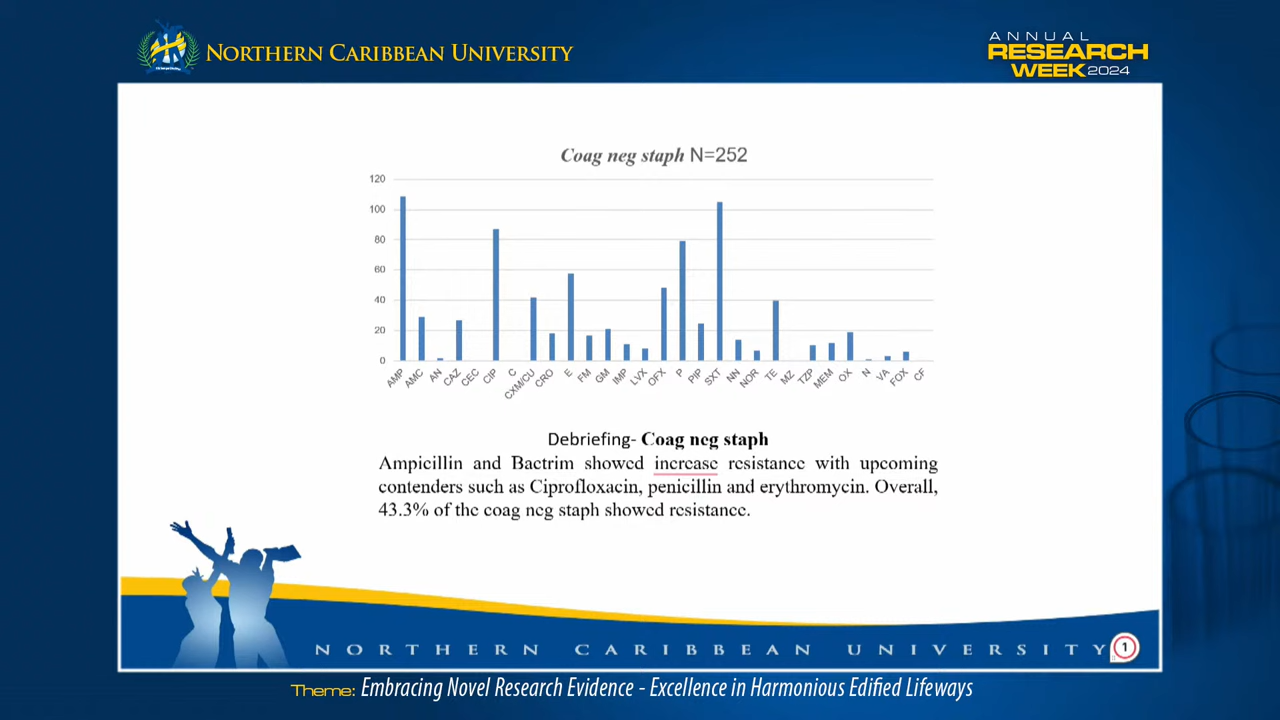 NORTHERN CARIBBEAN UNIVERSITY
ANNUAL
RESEARCH
WEEK 2024
Coag neg staph N=252
120
100
80
60
40
20
0
AMP AMC AN CAZ CEC CIP C CXM/CU CRO E FM GM IMP LVX OFX P PIP SXT NN NOR TE MZ TZP MEM OX N VA FOX CF
Debriefing- Coag neg staph
Ampicillin and Bactrim showed increase resistance with upcoming
contenders such as Ciprofloxacin, penicillin and erythromycin. Overall,
43.3% of the coag neg staph showed resistance.
NORTHERN CARIBBEAN UNIVERSITY
1
Theme: Embracing Novel Research Evidence - Excellence in Harmonious Edified Lifeways